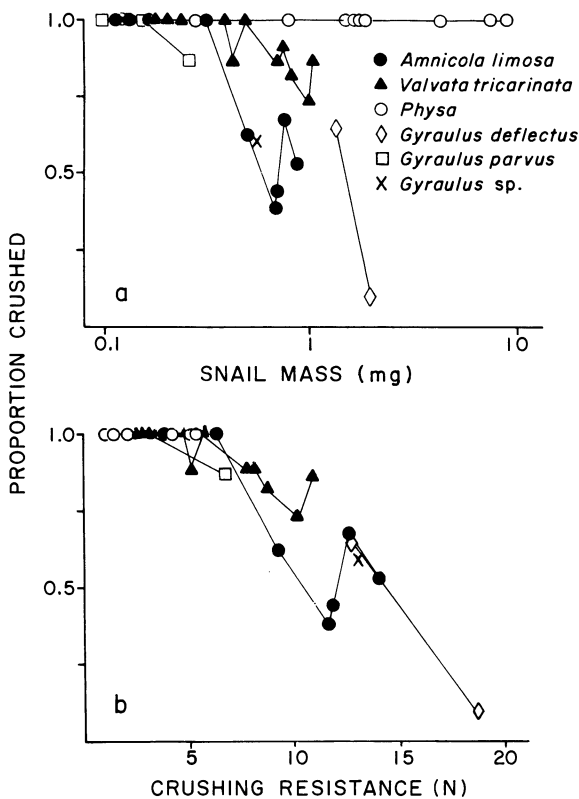 PROPORTION CRUSHED
1.0
0.5
a
Amnicola limosa
Valvata tricarinata
Physa
Gyraulus deflectus
Gyraulus parvus
Gyraulus sp.
0.1 1 10
SNAIL MASS (mg)
1.0
0.5
b
5 10 15 20
CRUSHING RESISTANCE (N)